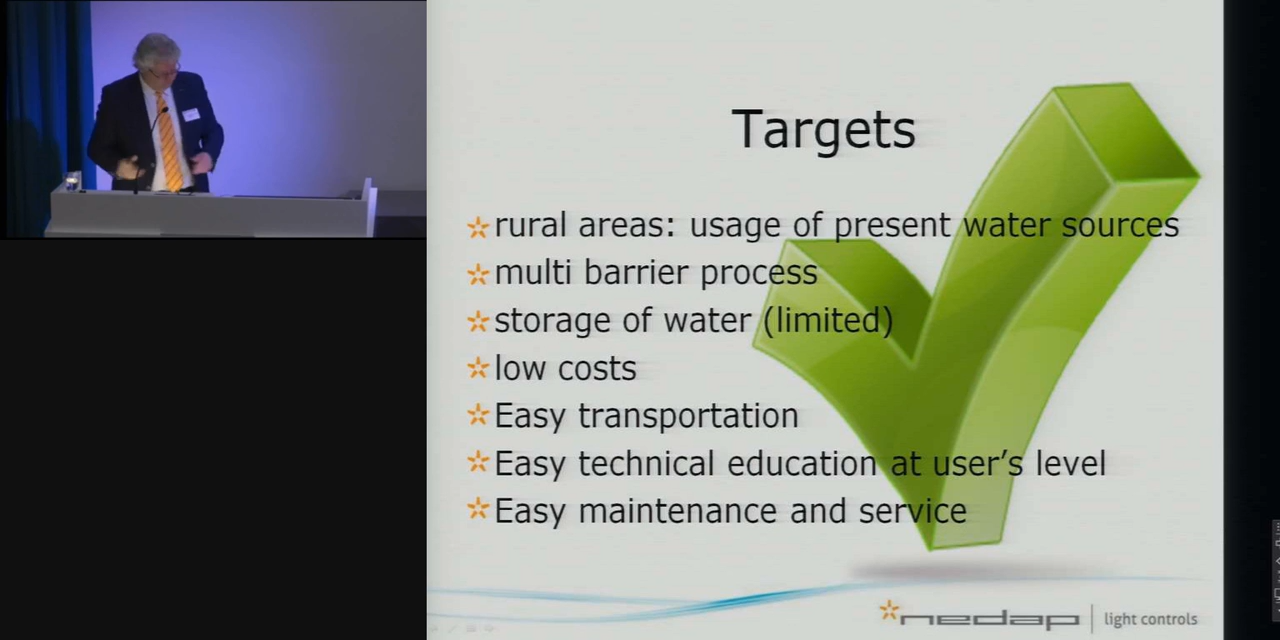 Targets
rural areas: usage of present water sources
multi barrier process
storage of water (limited)
low costs
Easy transportation
Easy technical education at user’s level
Easy maintenance and service
nedap light controls